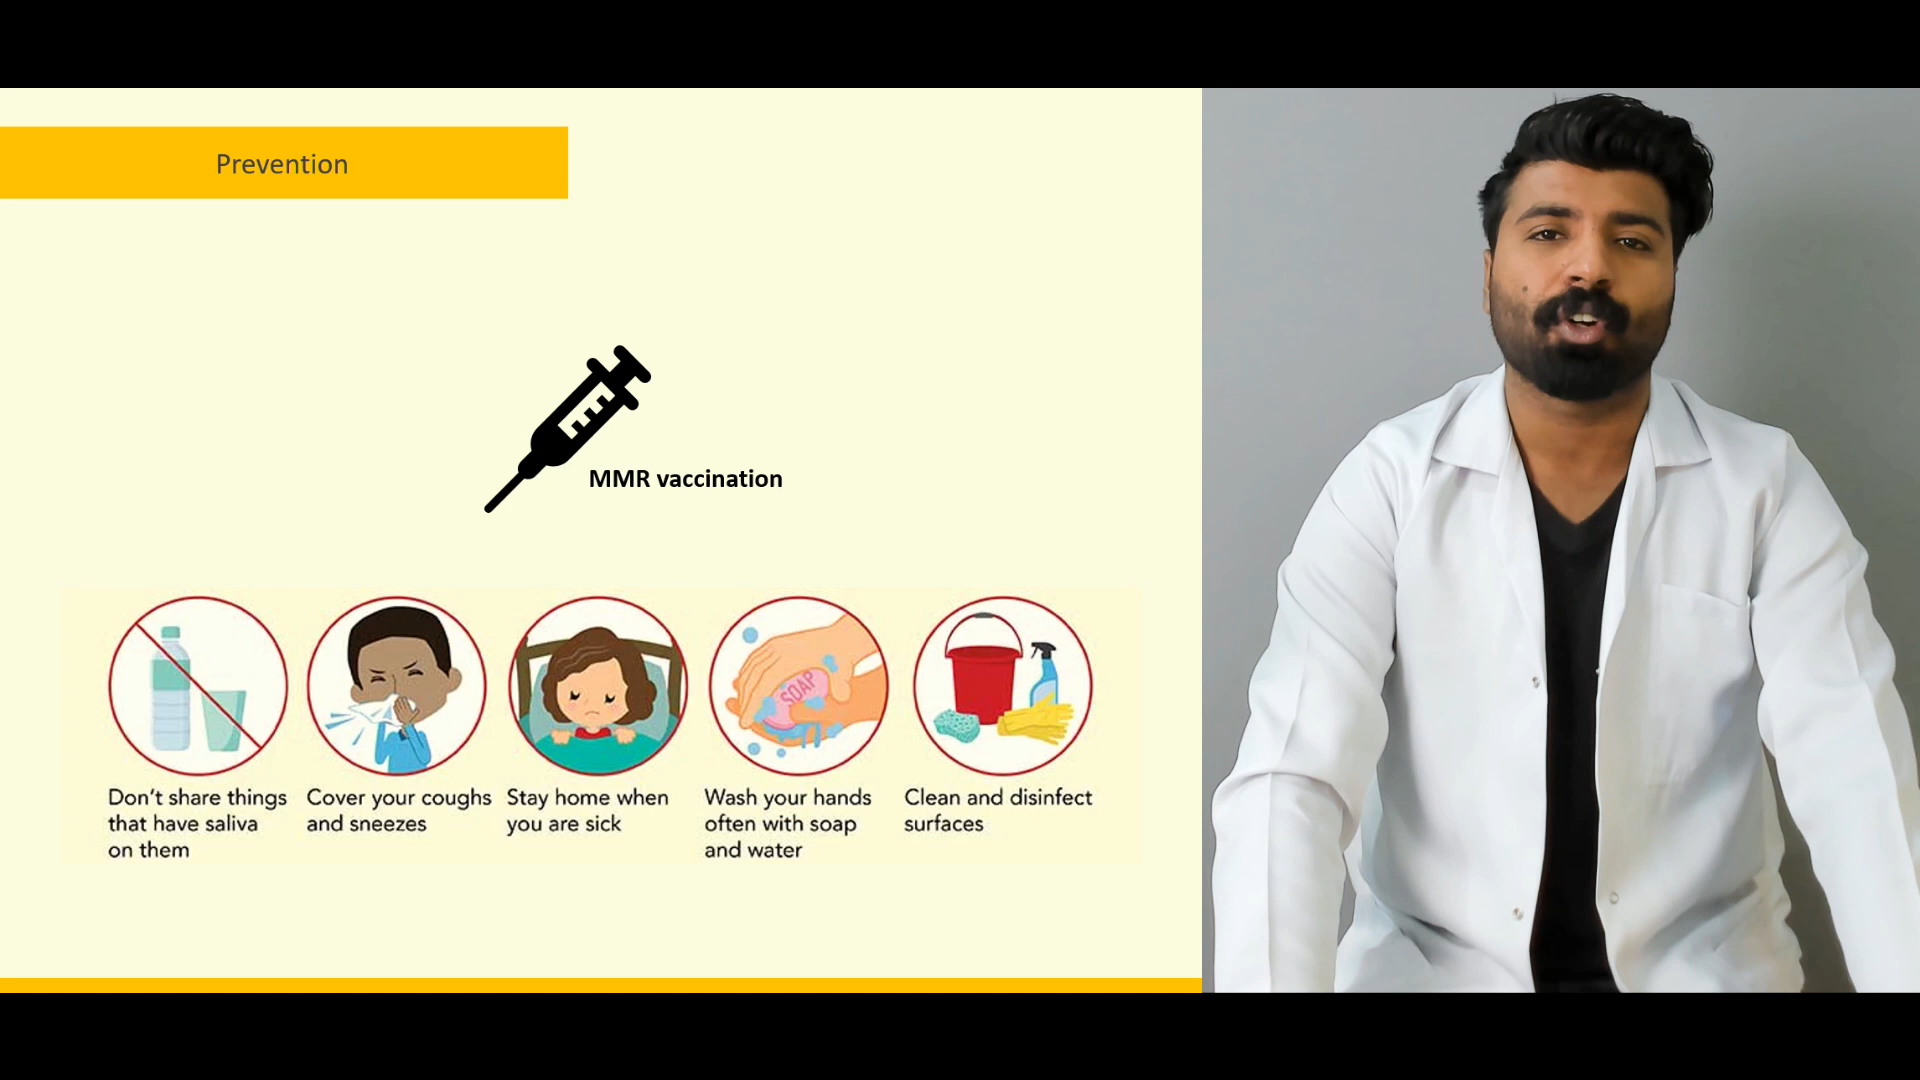 Prevention
MMR vaccination
SOAP
Don't share things
that have saliva
on them
Cover your coughs
and sneezes
Stay home when
you are sick
Wash your hands
often with soap
and water
Clean and disinfect
surfaces